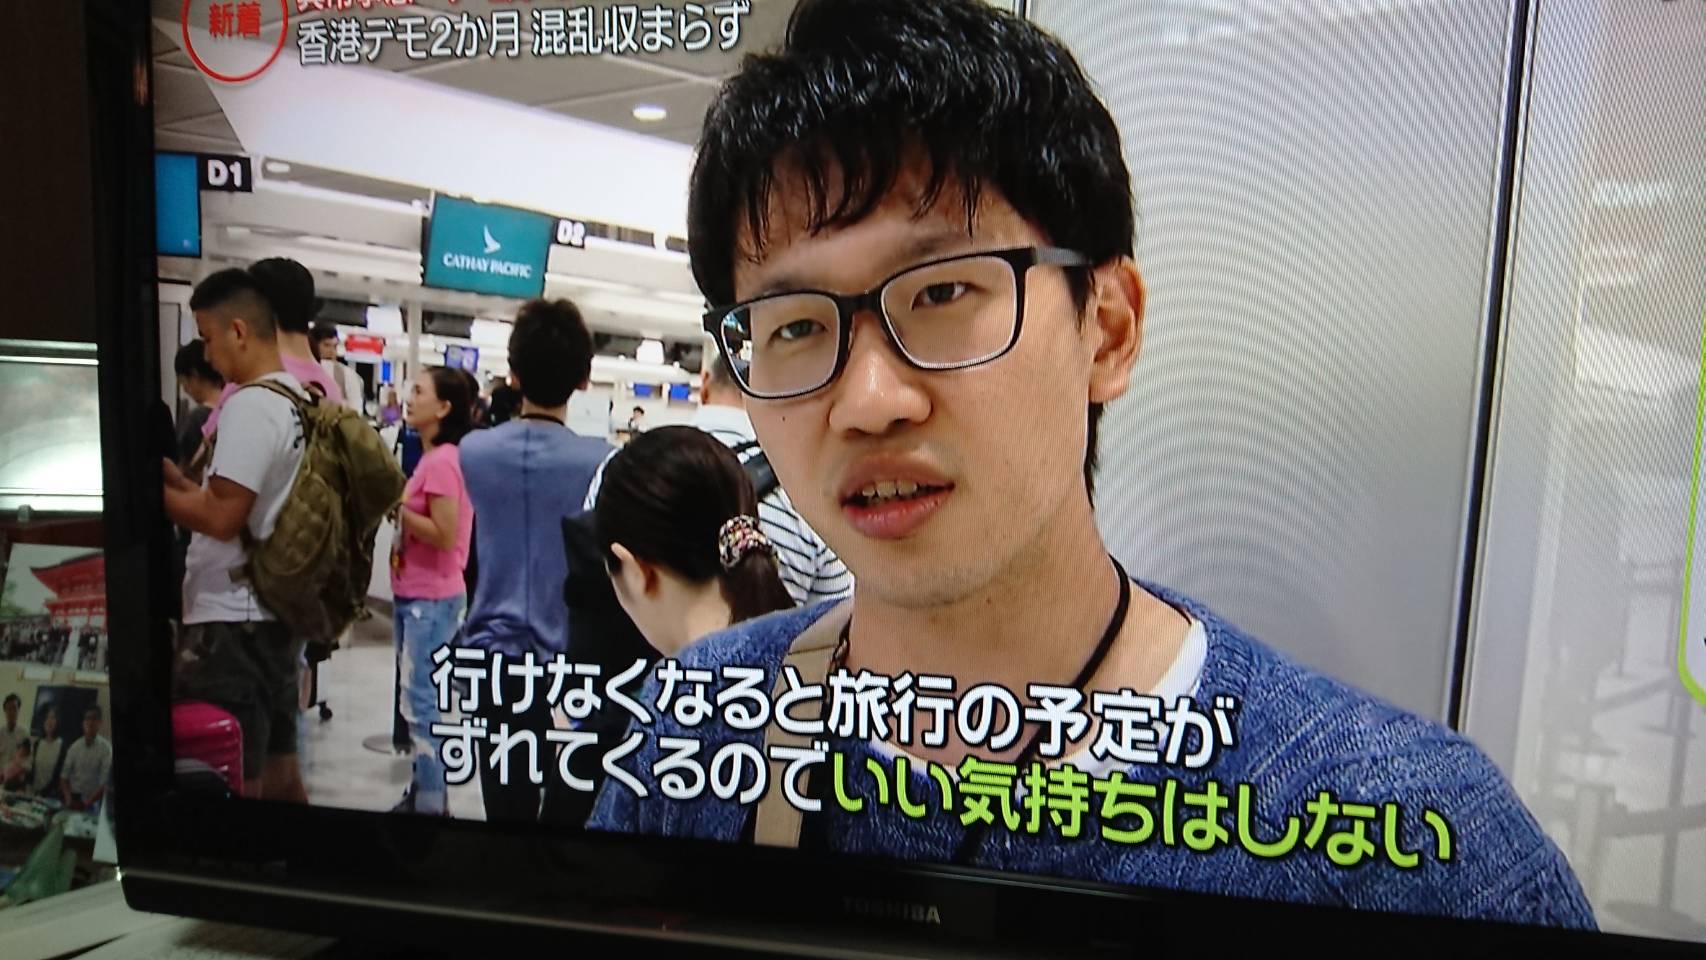 新着
香港デモ2か月 混乱収まらず
D1
D2
CATHAY PACIFIC
行けなくなると旅行の予定が
ずれてくるのでいい気持ちはしない
TOSHIBA